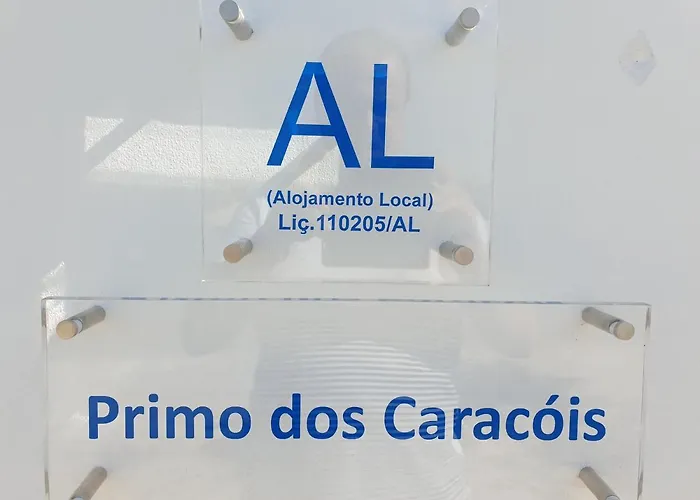 AL
(Alojamento Local)
Liç.110205/AL
Primo dos Caracóis